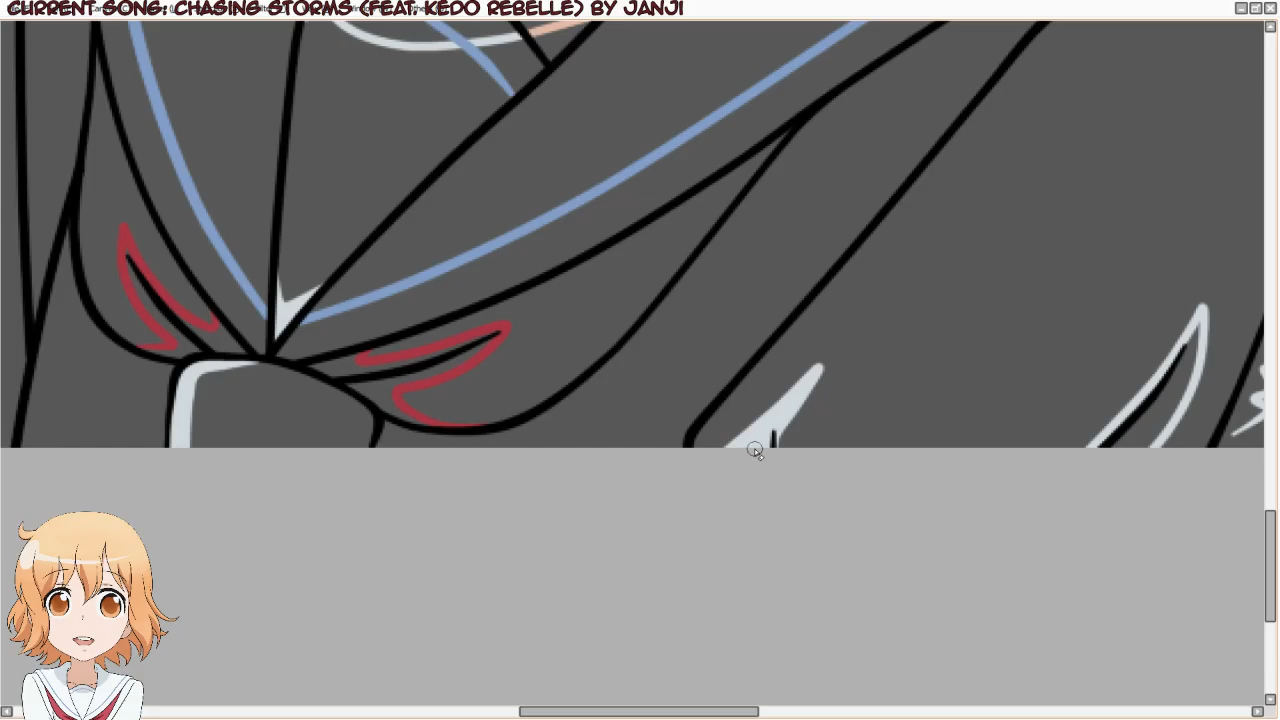 CURRENT SONG: CHASING STORMS (FEAT. KEDO REBELLE) BY JANJI